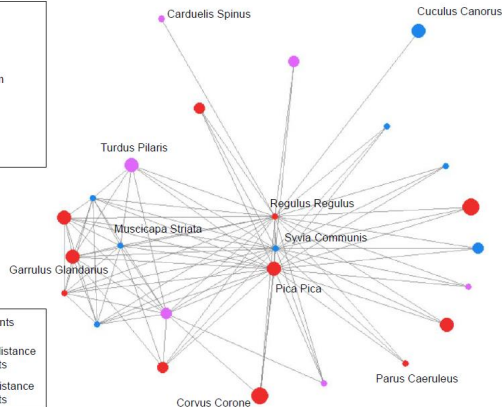 Carduelis Spinus
Cuculus Canorus
Turdus Pilaris
Regulus Regulus
Muscicapa Striata
Syvia Communis
Garrulus Glandarius
Pica Pica
Parus Caeruleus
Corvus Corone